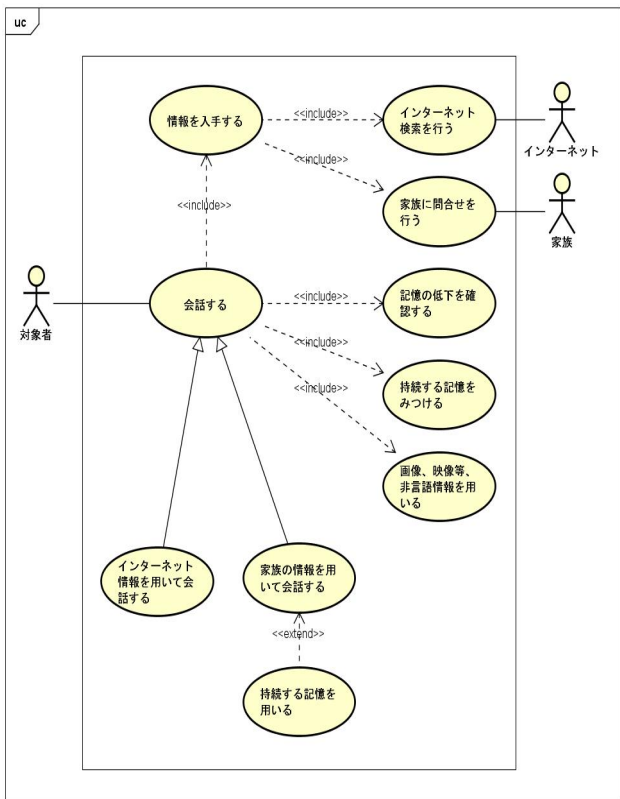 uc
情報を入手する
<<include>>
インターネット
検索を行う
インターネット
<<include>>
家族に問合せを
行う
家族
<<include>>
対象者
会話する
<<include>>
記憶の低下を確
認する
<<include>>
持続する記憶を
みつける
<<include>>
画像、映像等、
非言語情報を用
いる
インターネット
情報を用いて会
話する
家族の情報を用
いて会話する
<<extend>>
持続する記憶を
用いる